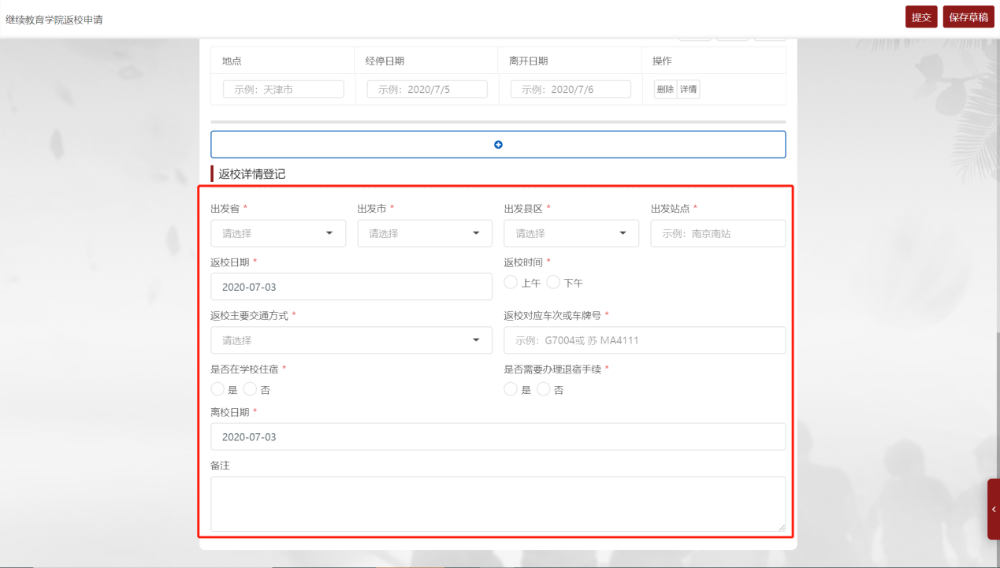 继续教育学院返校申请 提交 保存草稿
地点 经停日期 离开日期 操作
示例：天津市 示例：2020/7/5 示例：2020/7/6 删除 详情
返校详情登记
出发省 * 出发市 * 出发县区 * 出发站点 *
请选择 请选择 请选择 示例：南京南站
返校日期 * 返校时间 *
2020-07-03 上午 下午
返校主要交通方式 * 返校对应车次或车牌号 *
请选择 示例：G7004或 苏 MA4111
是否在学校住宿 * 是否需要办理退宿手续 *
是 否 是 否
离校日期 *
2020-07-03
备注